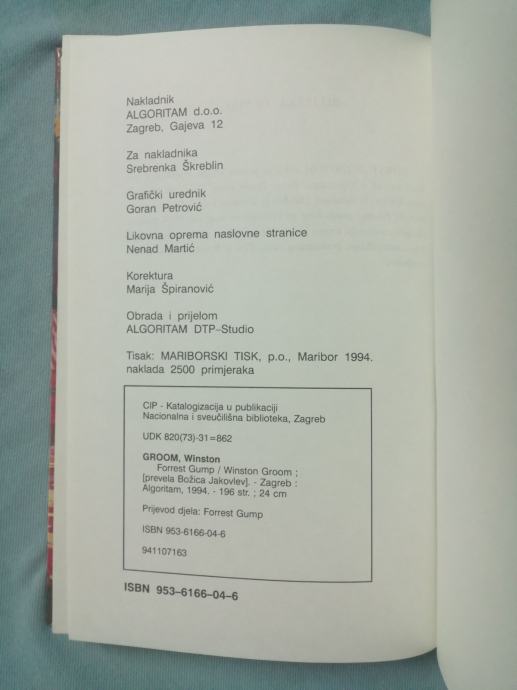 Nakladnik
ALGORITAM d.o.o.
Zagreb, Gajeva 12
Za nakladnika
Srebrenka Škreblin
Grafički urednik
Goran Petrović
Likovna oprema naslovne stranice
Nenad Martić
Korektura
Marija Špiranović
Obrada i prijelom
ALGORITAM DTP–Studio
Tisak: MARIBORSKI TISK, p.o., Maribor 1994.
naklada 2500 primjeraka
CIP - Katalogizacija u publikaciji
Nacionalna i sveučilišna biblioteka, Zagreb
UDK 820(73)-31=862
GROOM, Winston
Forrest Gump / Winston Groom ;
[prevela Božica Jakovlev]. - Zagreb :
Algoritam, 1994. - 196 str. ; 24 cm
Prijevod djela: Forrest Gump
ISBN 953-6166-04-6
941107163
ISBN 953–6166–04–6